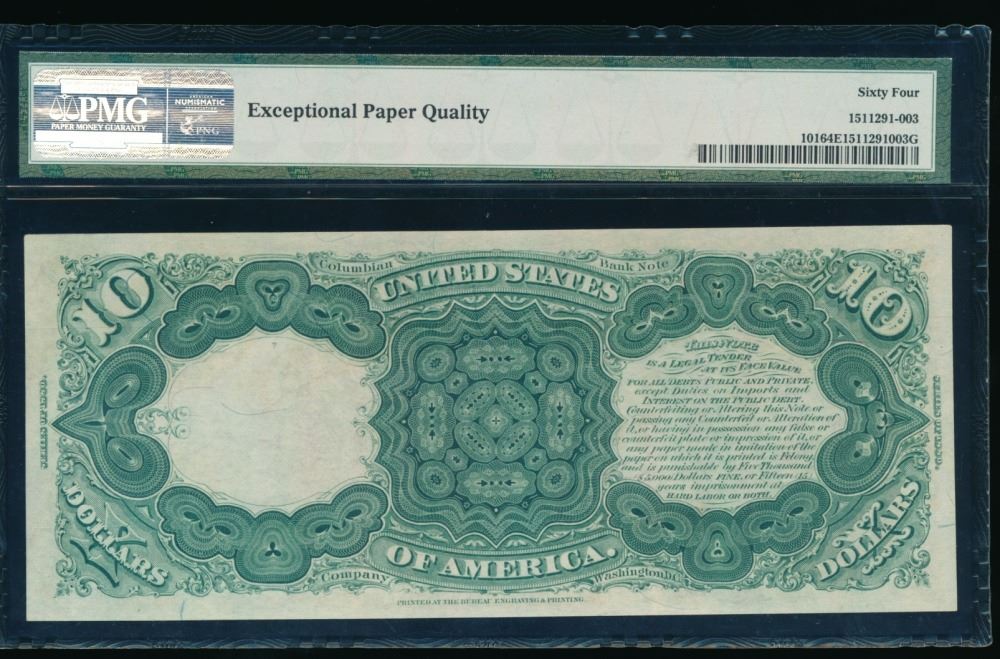 PMG
PAPER MONEY GUARANTY
AMERICAN
NUMISMATIC
ASSOCIATION
PNG
Exceptional Paper Quality
Sixty Four
1511291-003
10164E1511291003G
Columbian
Bank Note
UNITED STATES
10
10
THIS NOTE
IS A LEGAL TENDER
AT ITS FACE VALUE
FOR ALL DEBTS PUBLIC AND PRIVATE,
except Duties on Imports and
INTEREST ON THE PUBLIC DEBT.
Counterfeiting or Altering this Note or
passing any Counterfeit or Alteration of
it, or having in possession any false or
counterfeit plate or impression of it, or
any paper made in imitation of the
paper on which it is printed is Felony,
and is punishable by Five Thousand
$5,000 Dollars FINE, or Fifteen 15
years imprisonment at
HARD LABOR OR BOTH.
SERIES OF 1880.
DOLLARS
DOLLARS
OF AMERICA.
Company
Washington D.C.
PRINTED AT THE BUREAU ENGRAVING & PRINTING.